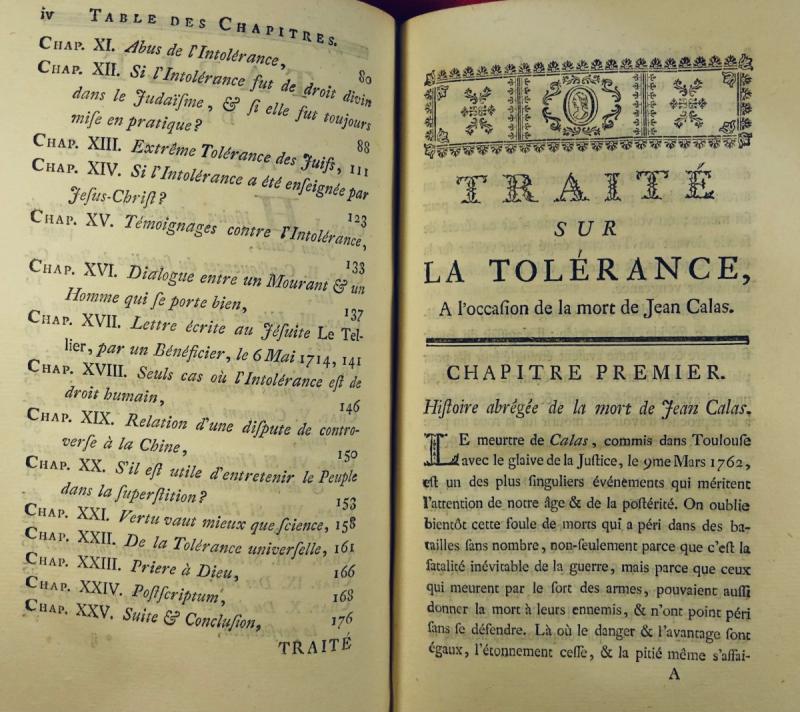 iv TABLE DES CHAPITRES.
CHAP. XI. Abus de l'Intolérance,
80
CHAP. XII. Si l'Intolérance fut de droit divin
dans le Judaïſme, & ſi elle fut toujours
miſe en pratique?
88
CHAP. XIII. Extrême Tolérance des Juifs, 111
CHAP. XIV. Si l'Intolérance a été enſeignée par
Jeſus-Chriſt?
123
CHAP. XV. Témoignages contre l'Intolérance,
133
CHAP. XVI. Dialogue entre un Mourant & un
Homme qui ſe porte bien,
137
CHAP. XVII. Lettre écrite au Jéſuite Le Tel-
lier, par un Bénéficier, le 6 Mai 1714, 141
CHAP. XVIII. Seuls cas où l'Intolérance eſt de
droit humain,
146
CHAP. XIX. Relation d'une diſpute de contro-
verſe à la Chine,
150
CHAP. XX. S'il eſt utile d'entretenir le Peuple
dans la ſuperſtition?
153
CHAP. XXI. Vertu vaut mieux que ſcience, 158
CHAP. XXII. De la Tolérance univerſelle, 161
CHAP. XXIII. Priere à Dieu,
166
CHAP. XXIV. Poſtſcriptum,
168
CHAP. XXV. Suite & Concluſion,
176
TRAITÉ
TRAITÉ
SUR
LA TOLÉRANCE,
A l'occaſion de la mort de Jean Calas.
CHAPITRE PREMIER.
Hiſtoire abrégée de la mort de Jean Calas.
LE meurtre de Calas, commis dans Toulouſe
avec le glaive de la Juſtice, le 9me Mars 1762,
eſt un des plus ſinguliers événements qui méritent
l'attention de notre âge & de la poſtérité. On oublie
bientôt cette foule de morts qui a péri dans des ba-
tailles ſans nombre, non-ſeulement parce que c'eſt la
fatalité inévitable de la guerre, mais parce que ceux
qui meurent par le ſort des armes, pouvaient auſſi
donner la mort à leurs ennemis, & n'ont point péri
ſans ſe défendre. Là où le danger & l'avantage ſont
égaux, l'étonnement ceſſe, & la pitié même s'affai-
A